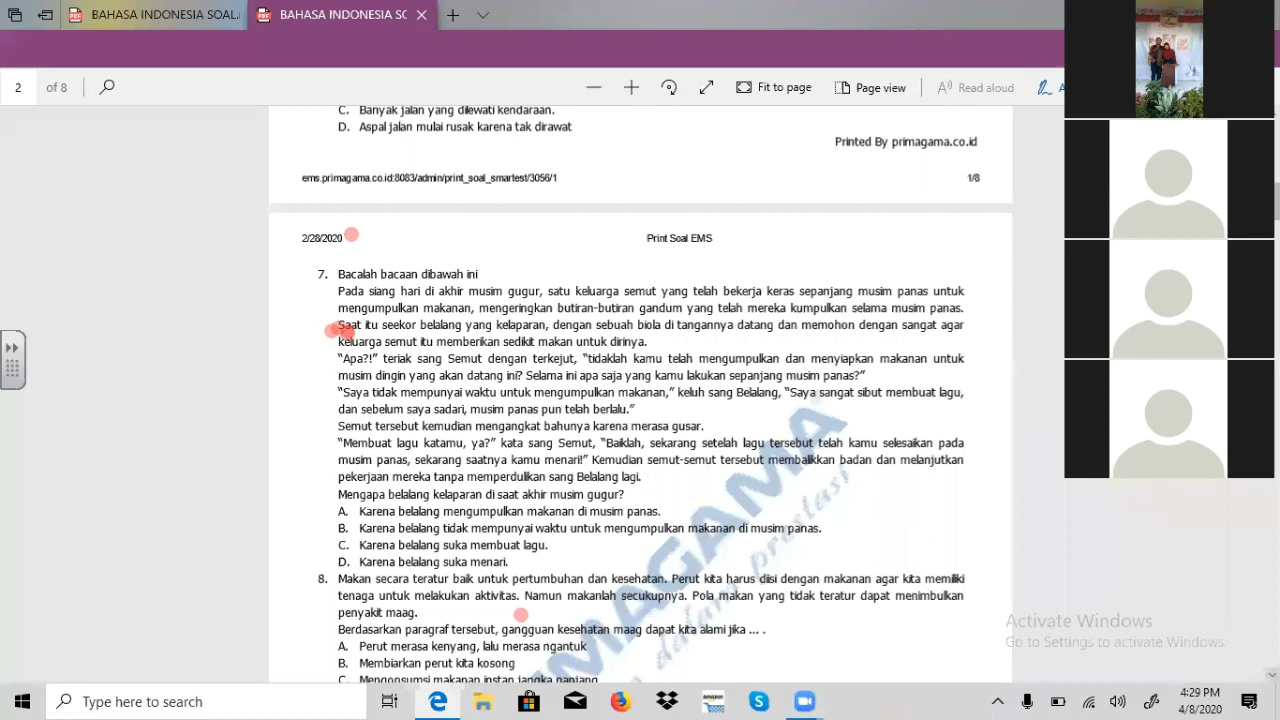 BAHASA INDONESIA SOAL
BAHASA INDONESIA SO
2 of 8
Fit to page
Page view
Read aloud
C. Banyak jalan yang dilewati kendaraan.
D. Aspal jalan mulai rusak karena tak dirawat
Printed By primagama.co.id
ems.primagama.co.id:8083/admin/print_soal_smartest/3056/1 1/8
2/28/2020 Print Soal EMS
7. Bacalah bacaan dibawah ini
Pada siang hari di akhir musim gugur, satu keluarga semut yang telah bekerja keras sepanjang musim panas untuk
mengumpulkan makanan, mengeringkan butiran-butiran gandum yang telah mereka kumpulkan selama musim panas.
Saat itu seekor belalang yang kelaparan, dengan sebuah biola di tangannya datang dan memohon dengan sangat agar
keluarga semut itu memberikan sedikit makan untuk dirinya.
“Apa?!” teriak sang Semut dengan terkejut, “tidaklah kamu telah mengumpulkan dan menyiapkan makanan untuk
musim dingin yang akan datang ini? Selama ini apa saja yang kamu lakukan sepanjang musim panas?”
“Saya tidak mempunyai waktu untuk mengumpulkan makanan,” keluh sang Belalang, “Saya sangat sibut membuat lagu,
dan sebelum saya sadari, musim panas pun telah berlalu.”
Semut tersebut kemudian mengangkat bahunya karena merasa gusar.
“Membuat lagu katamu, ya?” kata sang Semut, “Baiklah, sekarang setelah lagu tersebut telah kamu selesaikan pada
musim panas, sekarang saatnya kamu menari!” Kemudian semut-semut tersebut membalikkan badan dan melanjutkan
pekerjaan mereka tanpa memperdulikan sang Belalang lagi.
Mengapa belalang kelaparan di saat akhir musim gugur?
A. Karena belalang mengumpulkan makanan di musim panas.
B. Karena belalang tidak mempunyai waktu untuk mengumpulkan makanan di musim panas.
C. Karena belalang suka membuat lagu.
D. Karena belalang suka menari.
8. Makan secara teratur baik untuk pertumbuhan dan kesehatan. Perut kita harus diisi dengan makanan agar kita memiliki
tenaga untuk melakukan aktivitas. Namun makanlah secukupnya. Pola makan yang tidak teratur dapat menimbulkan
penyakit maag.
Berdasarkan paragraf tersebut, gangguan kesehatan maag dapat kita alami jika ... .
A. Perut merasa kenyang, lalu merasa ngantuk
B. Membiarkan perut kita kosong
C. Mengonsumsi makanan instan jangka panjang
Activate Windows
Go to Settings to activate Windows.
Type here to search
amazon
4:29 PM
4/8/2020